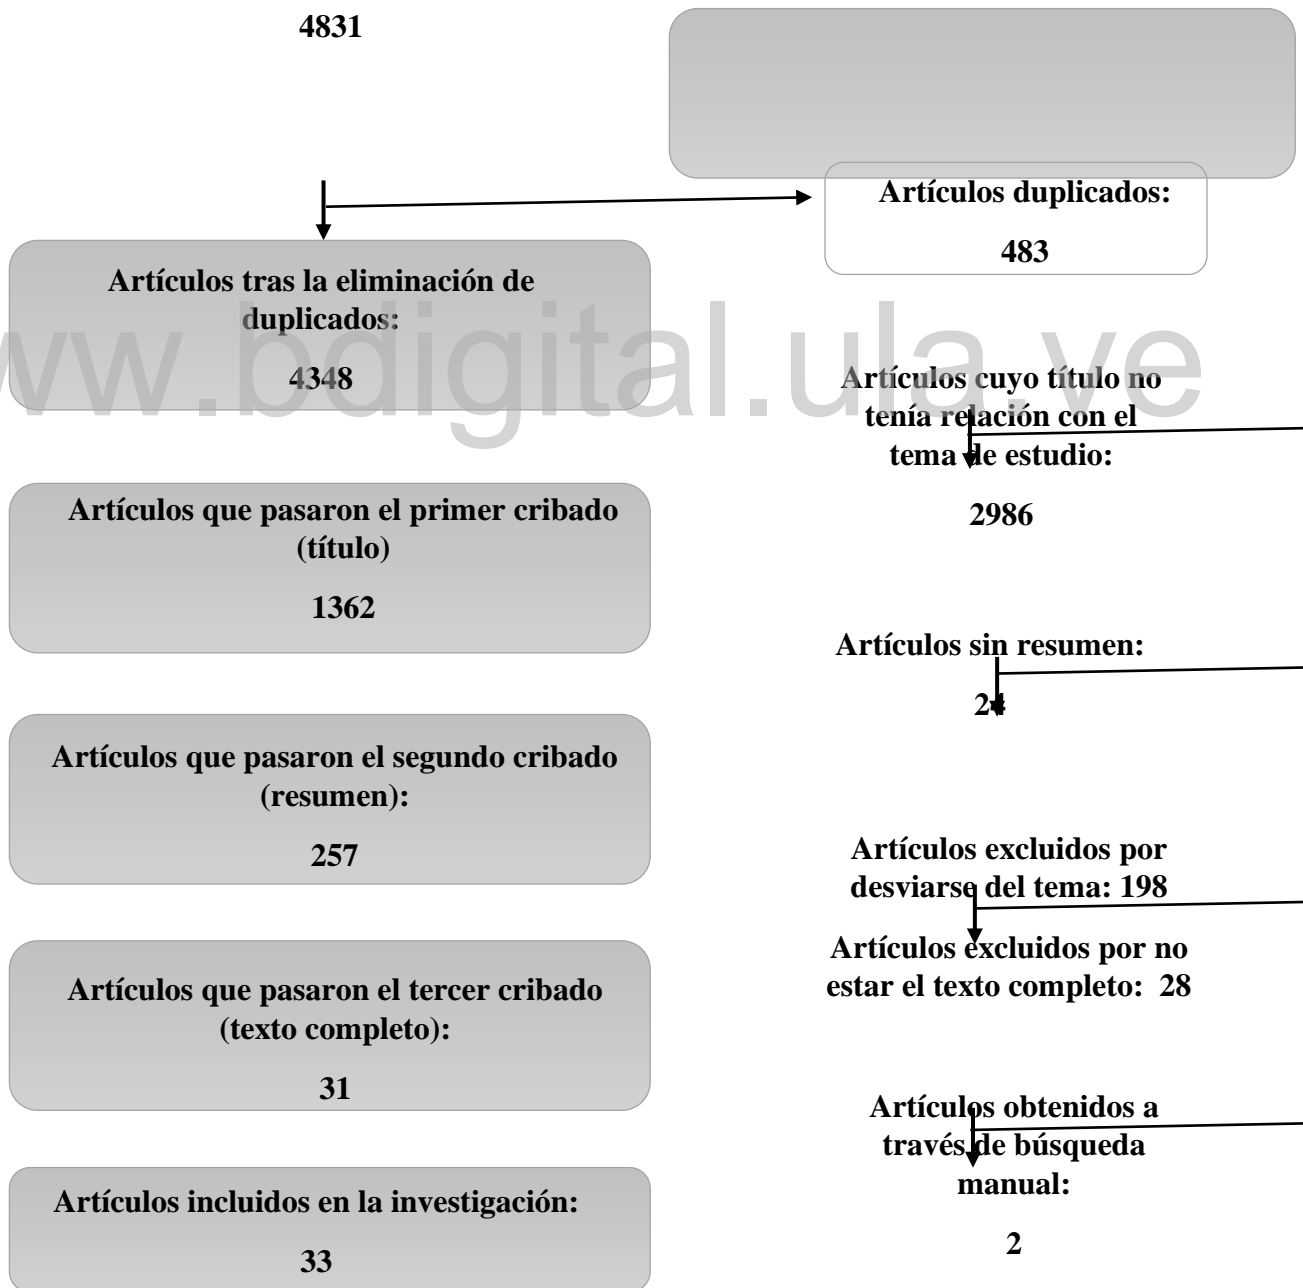 4831
Artículos duplicados:
483
Artículos tras la eliminación de
duplicados:
4348
www.bdigital.ula.ve
Artículos cuyo título no
tenía relación con el
tema de estudio:
2986
Artículos que pasaron el primer cribado
(título)
1362
Artículos sin resumen:
24
Artículos que pasaron el segundo cribado
(resumen):
257
Artículos excluidos por
desviarse del tema: 198
Artículos excluidos por no
estar el texto completo: 28
Artículos que pasaron el tercer cribado
(texto completo):
31
Artículos obtenidos a
través de búsqueda
manual:
2
Artículos incluidos en la investigación:
33